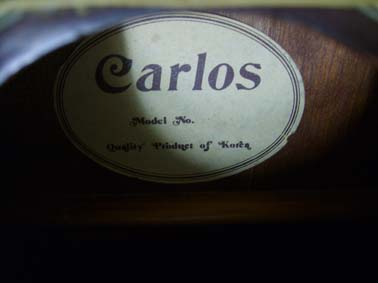 Carlos
Model No.
Quality Product of Korea